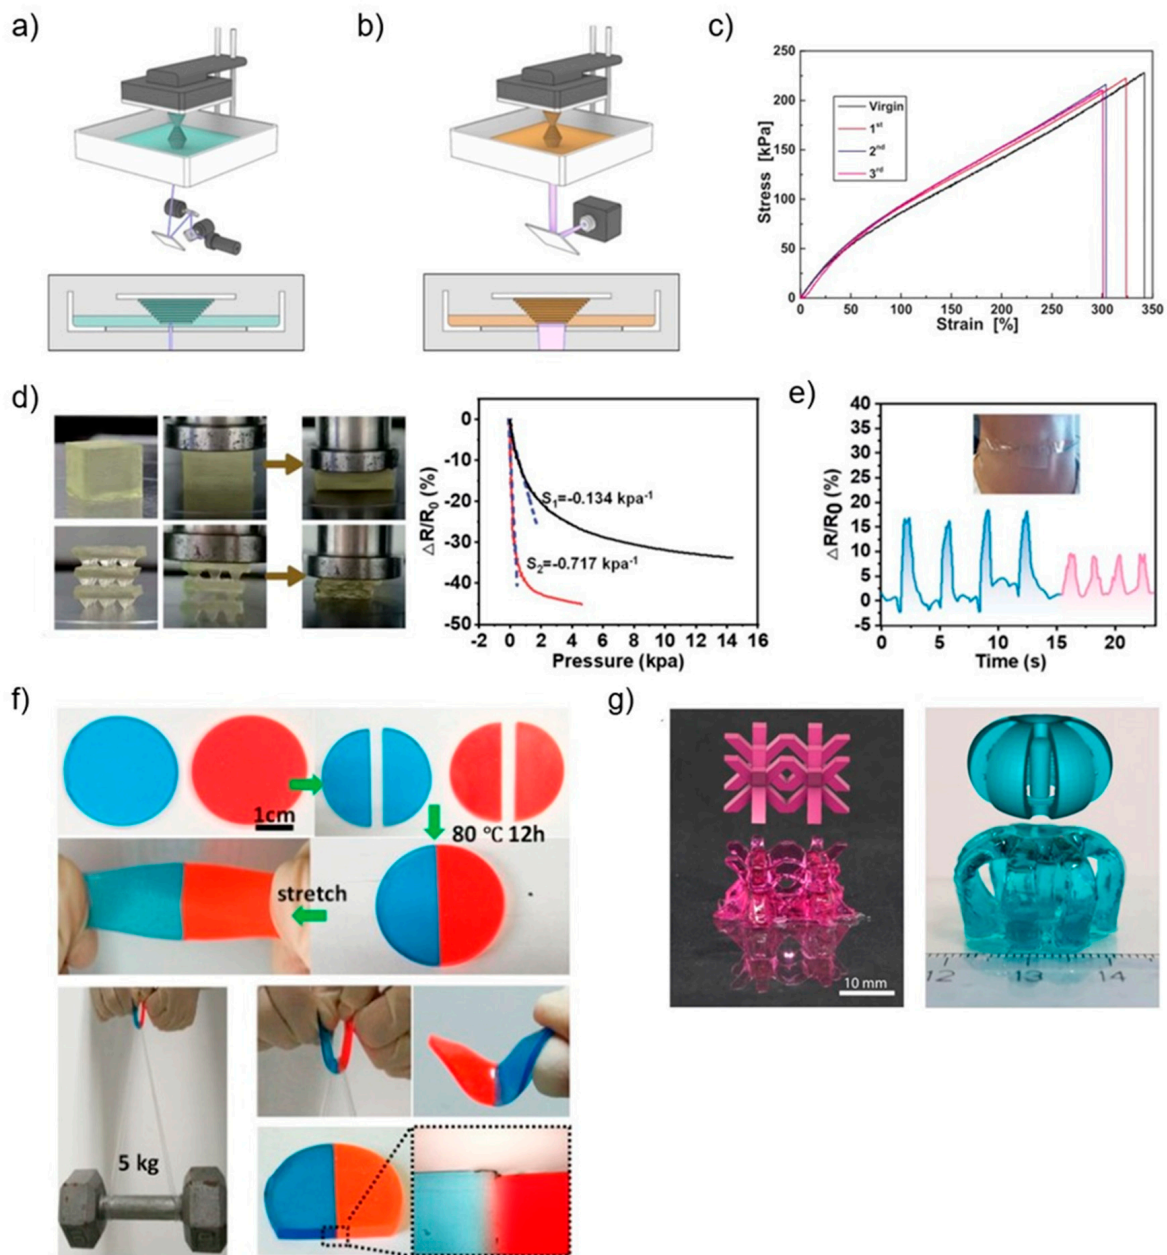 a)
b)
c)
250
200
150
100
50
0
Stress [kPa]
Virgin
1st
2nd
3rd
0 50 100 150 200 250 300 350
Strain [%]
d)
0
-10
-20
-30
-40
-50
△R/R0 (%)
S1=-0.134 kpa-1
S2=-0.717 kpa-1
-2 0 2 4 6 8 10 12 14 16
Pressure (kpa)
e)
40
35
30
25
20
15
10
5
0
-5
△R/R0 (%)
0 5 10 15 20
Time (s)
f)
1cm
80 ℃ 12h
stretch
5 kg
g)
10 mm
12 13 14